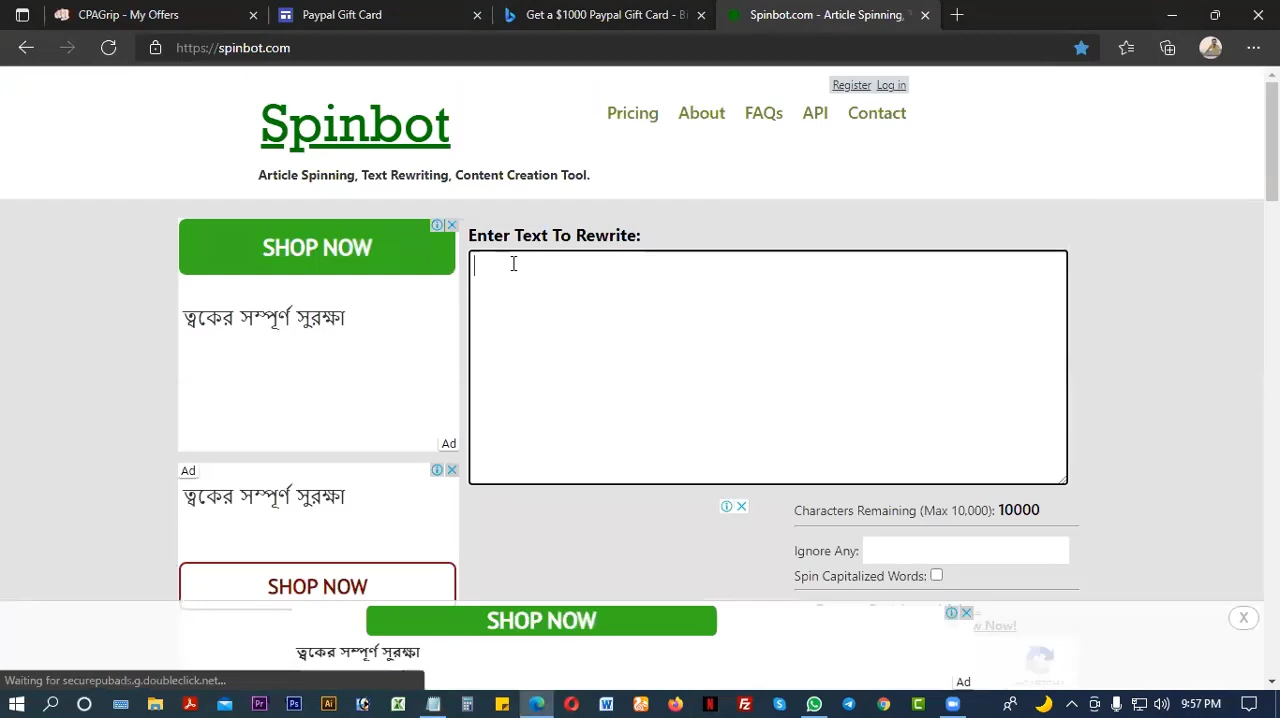 CPAGrip - My Offers
Paypal Gift Card
Get a $1000 Paypal Gift Card - Bi
Spinbot.com - Article Spinning,
https://spinbot.com
Register Log in
Spinbot
Pricing About FAQs API Contact
Article Spinning, Text Rewriting, Content Creation Tool.
SHOP NOW
ত্বকের সম্পূর্ণ সুরক্ষা
Ad
Enter Text To Rewrite:
Ad
ত্বকের সম্পূর্ণ সুরক্ষা
SHOP NOW
Characters Remaining (Max 10,000): 10000
Ignore Any:
Spin Capitalized Words:
SHOP NOW
ত্বকের সম্পূর্ণ সুরক্ষা
w Now!
Ad
X
Waiting for securepubads.g.doubleclick.net...
9:57 PM